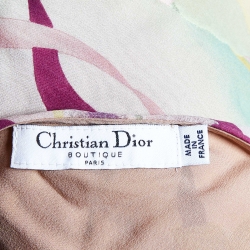 Christian Dior
BOUTIQUE
PARIS
MADE
IN
FRANCE